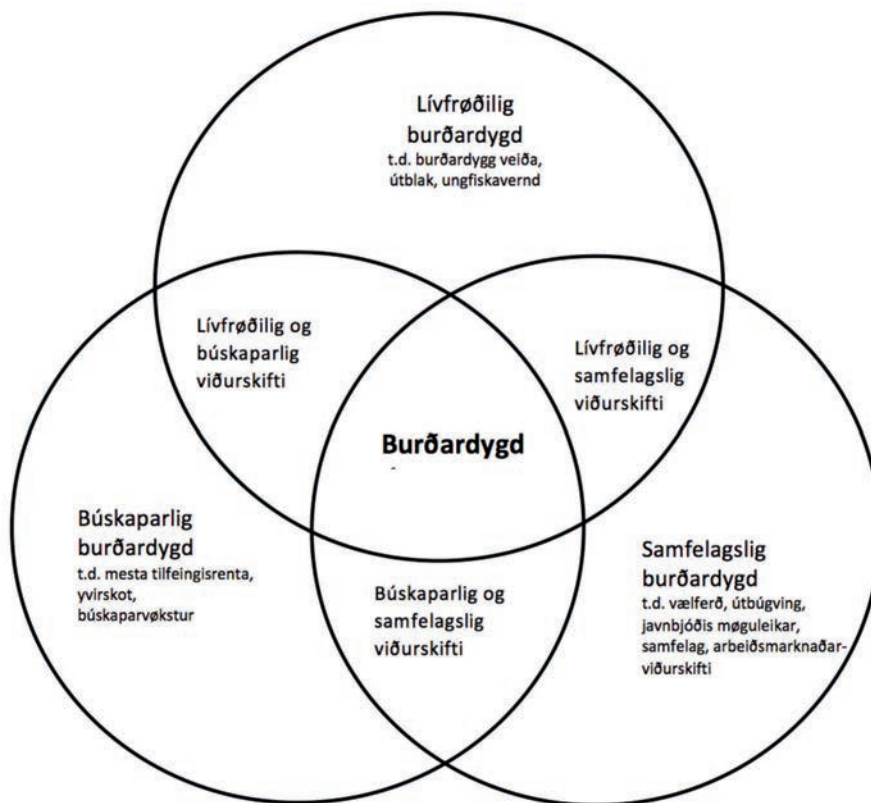 Lívfrøðilig
burðardygd
t.d. burðardygg veiða,
útblak, ungfiskavernd
Lívfrøðilig og
búskaparlig
viðurskifti
Lívfrøðilig og
samfelagslig
viðurskifti
Burðardygd
Búskaparlig
burðardygd
t.d. mesta tilfeingisrenta,
yvirskot,
búskaparvøkstur
Búskaparlig og
samfelagslig
viðurskifti
Samfelagslig
burðardygd
t.d. vælferð, útbúgving,
javnbjóðis møguleikar,
samfelag, arbeiðsmarknaðar-
viðurskifti